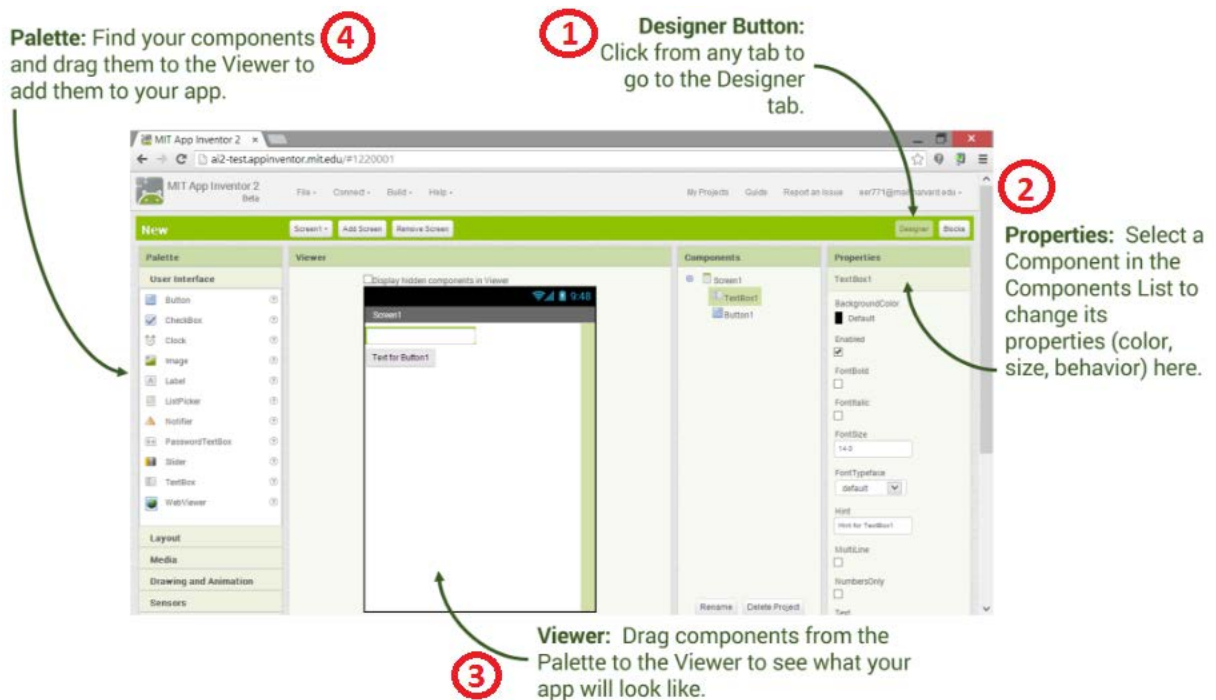 Palette: Find your components
and drag them to the Viewer to
add them to your app.
4
1
Designer Button:
Click from any tab to
go to the Designer
tab.
MIT App Inventor 2
ai2-test.appinventor.mit.edu/#1220001
MIT App Inventor 2
Beta
File Connect Build Help
My Projects Guide Report an Issue
2
New
Screen1 Add Screen Remove Screen
Designer Blocks
Properties: Select a
Component in the
Components List to
change its
properties (color,
size, behavior) here.
Palette
User Interface
Button
CheckBox
Clock
Image
Label
ListPicker
Notifier
PasswordTextBox
Slider
TextBox
WebViewer
Layout
Media
Drawing and Animation
Sensors
Viewer
Display hidden components in Viewer
9:48
Screen1
Text for Button1
Components
Screen1
TextBox1
Button1
Rename Delete Project
Properties
TextBox1
BackgroundColor
Default
Enabled
FontBold
FontItalic
FontSize
14.0
FontTypeface
default
Hint
Hint for TextBox1
MultiLine
NumbersOnly
Text
3
Viewer: Drag components from the
Palette to the Viewer to see what your
app will look like.